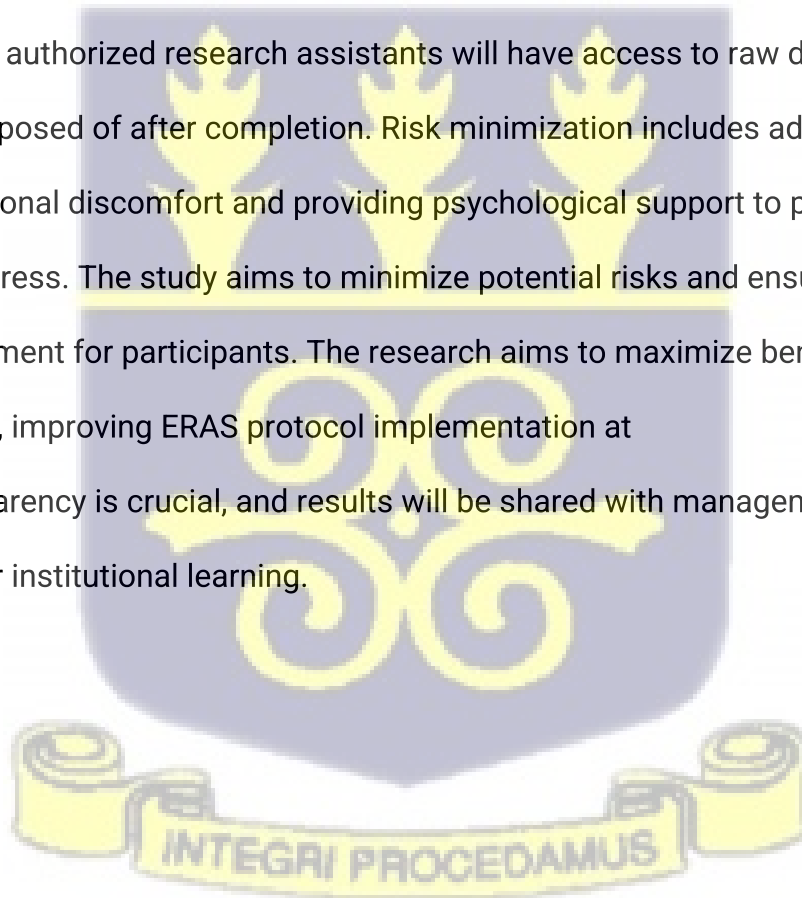 authorized research assistants will have access to raw d
posed of after completion. Risk minimization includes ad
onal discomfort and providing psychological support to p
ress. The study aims to minimize potential risks and ensu
ment for participants. The research aims to maximize ber
, improving ERAS protocol implementation at
arency is crucial, and results will be shared with managen
r institutional learning.
INTEGRI PROCEDAMUS